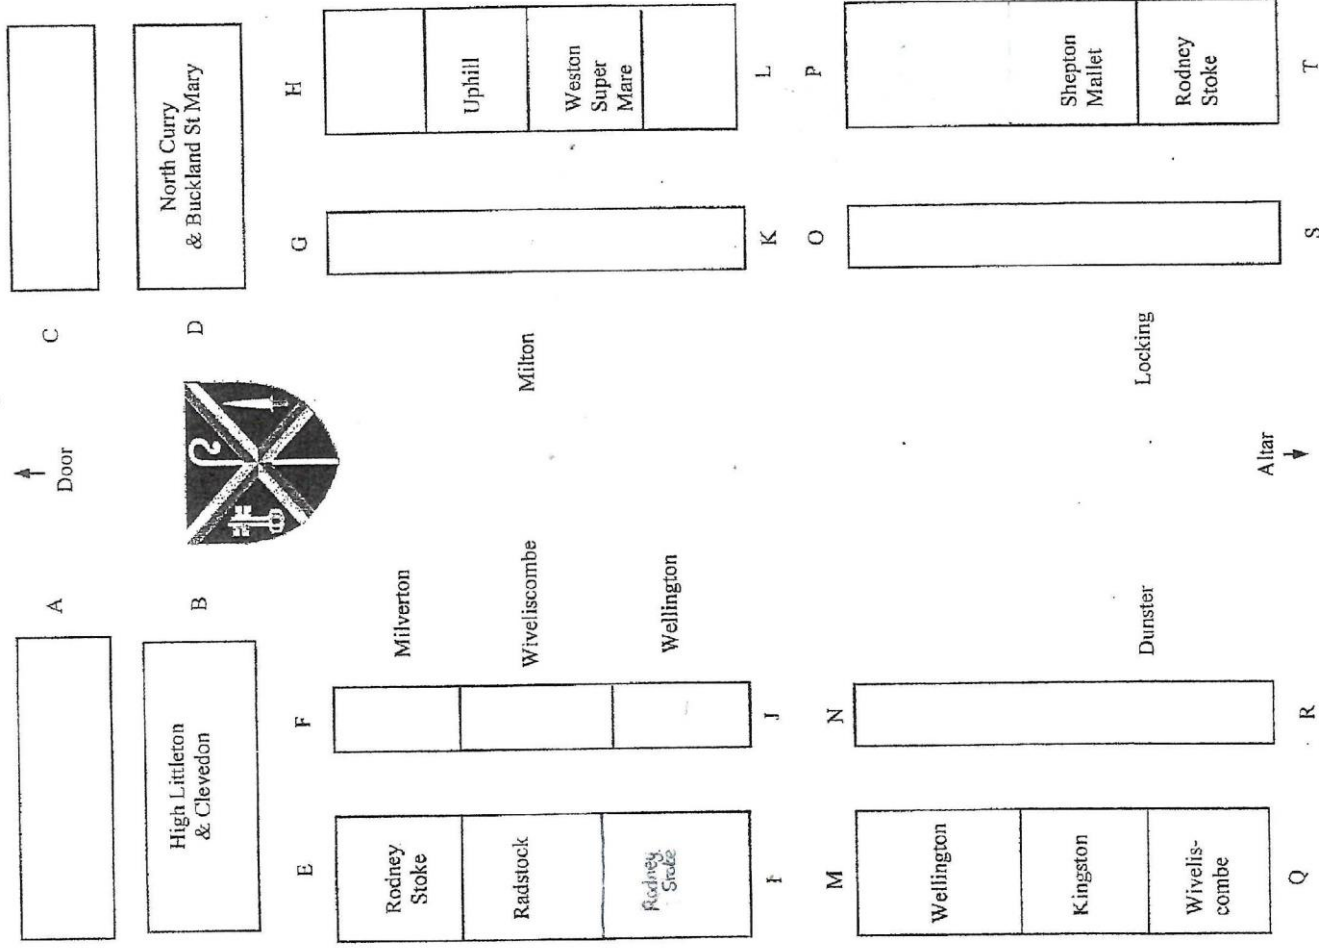 Door
A
C
High Littleton
& Clevedon
B
D
North Curry
& Buckland St Mary
E
F
G
H
Rodney
Stoke
Milverton
Uphill
Radstock
Wiveliscombe
Milton
Weston
Super
Mare
Rodney
Stoke
Wellington
I
J
K
L
M
N
O
P
Wellington
Kingston
Shepton
Mallet
Wivelis-
combe
Dunster
Locking
Rodney
Stoke
Altar
Q
R
S
T